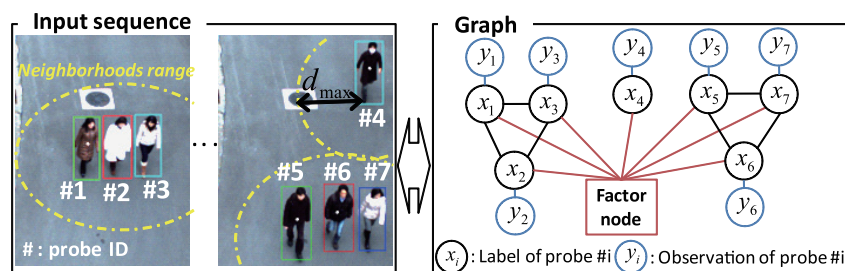 Input sequence
Neighborhoods range
#1 #2 #3
# : probe ID
...
d max
#4
#5 #6 #7
Graph
y1 y3 y4 y5 y7
x1 x3 x4 x5 x7
x2 x6
Factor
node
y2 y6
xi : Label of probe #i yi : Observation of probe #i